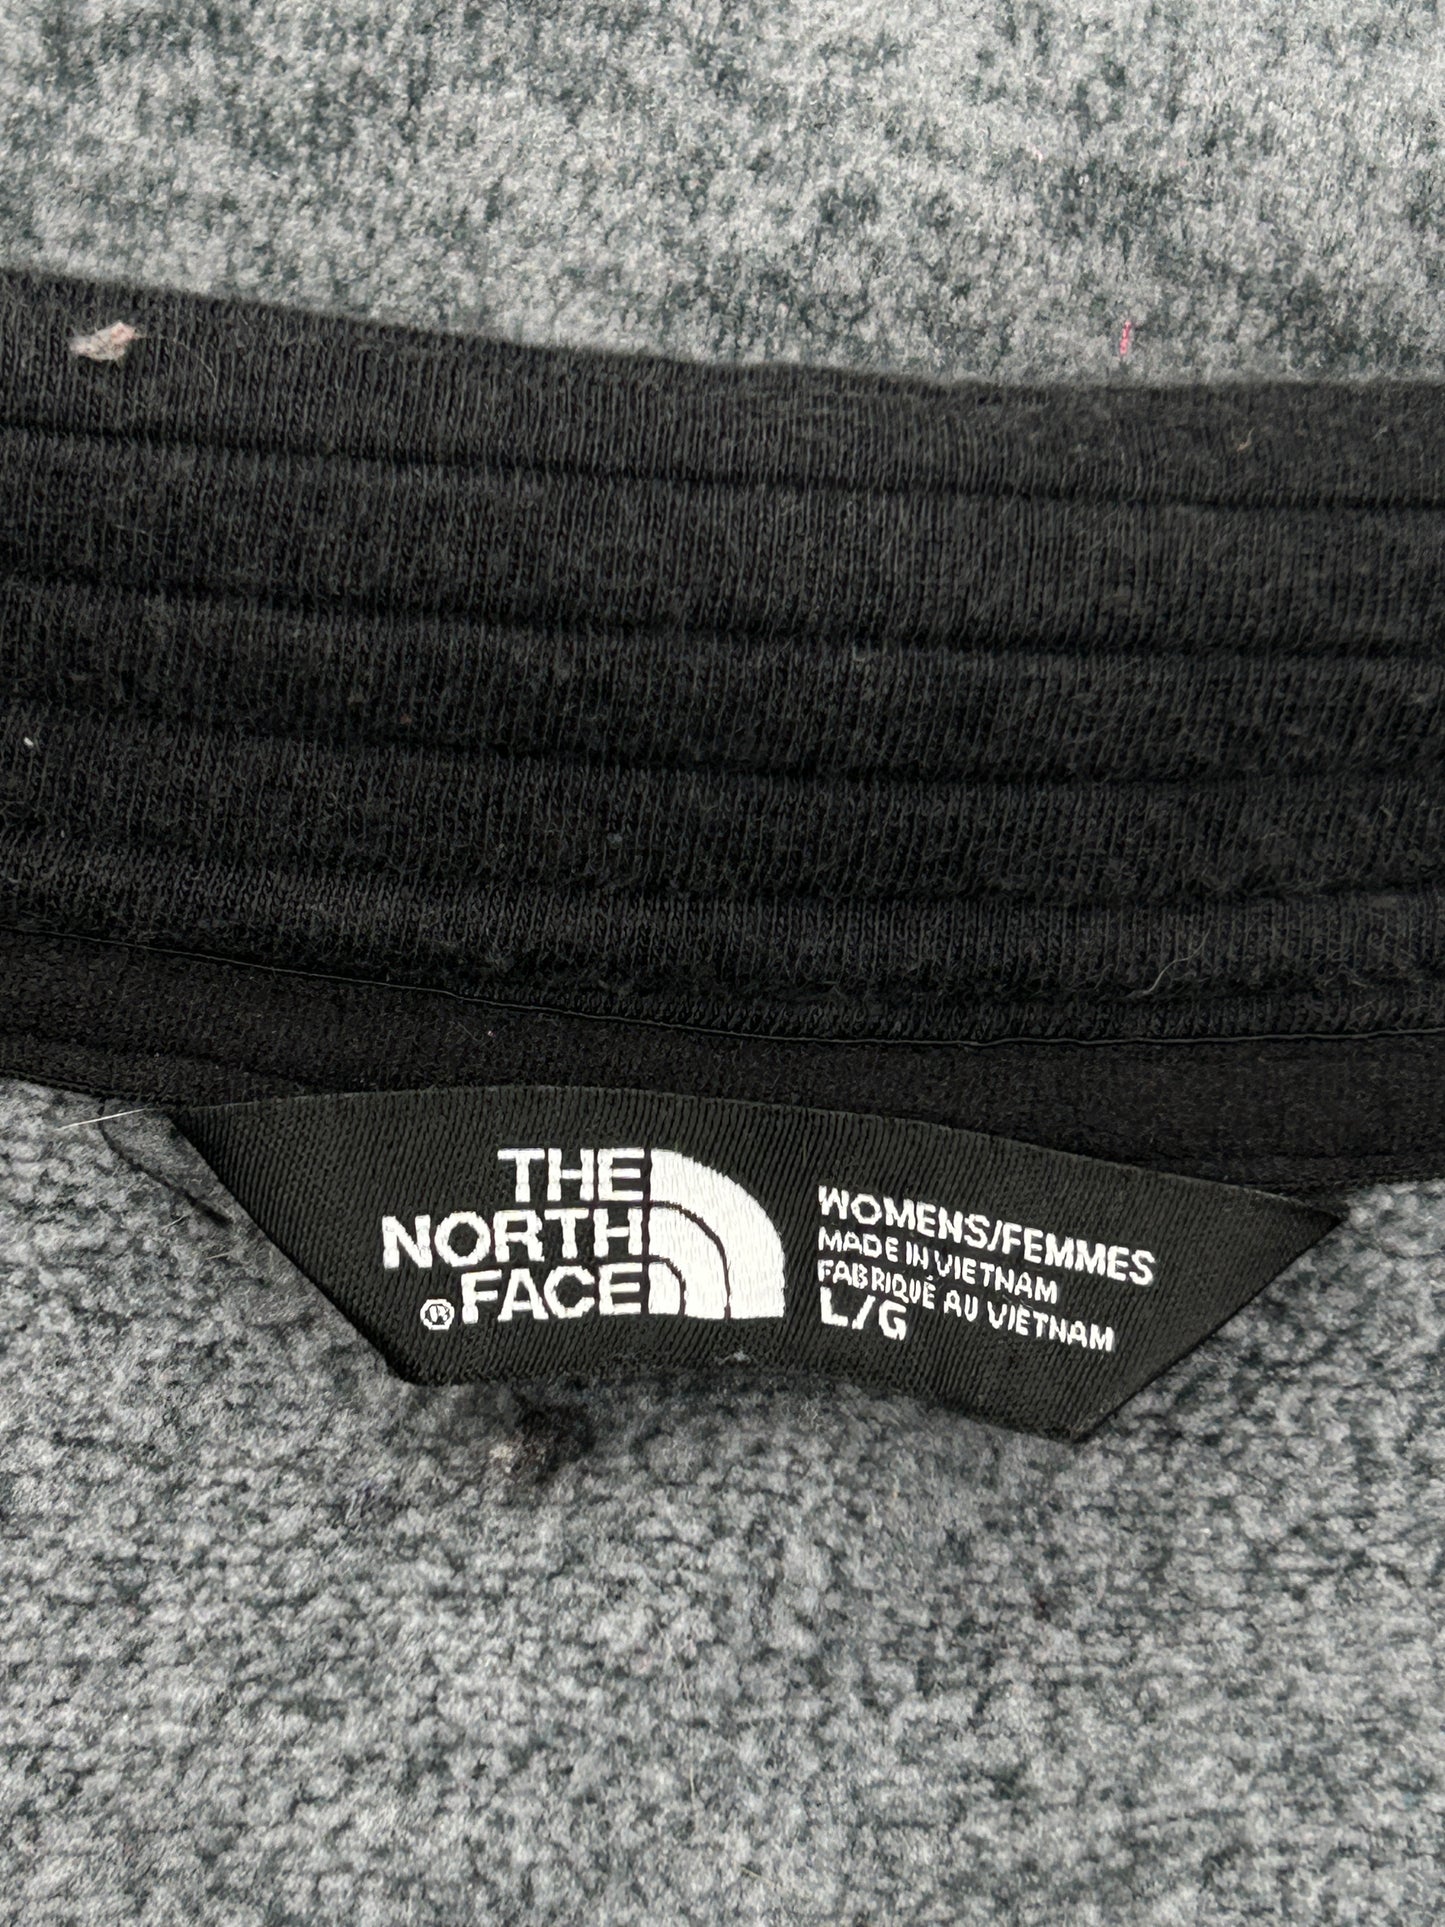 THE
NORTH
® FACE
WOMENS/FEMMES
MADE IN VIETNAM
FABRIQUÉ AU VIETNAM
L/G